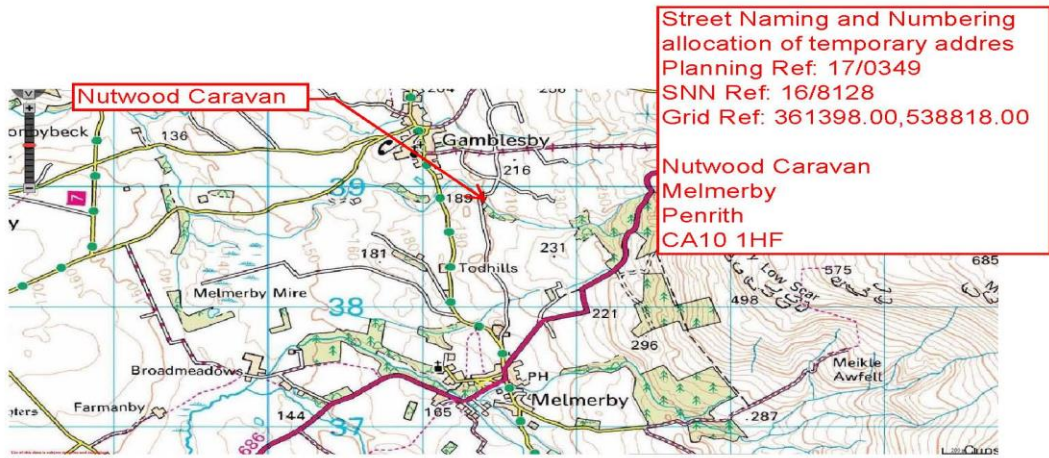 Street Naming and Numbering
allocation of temporary addres
Planning Ref: 17/0349
SNN Ref: 16/8128
Grid Ref: 361398.00,538818.00
Nutwood Caravan
Melmerby
Penrith
CA10 1HF
Nutwood Caravan
136
Gamblesby
216
7
39
189
181
231
Todhills
Melmerby Mire
38
221
Low Scar
575
685
498
296
Broadmeadows
PH
Meikle
Awfell
Farmanby
144
165
Melmerby
287
686
37